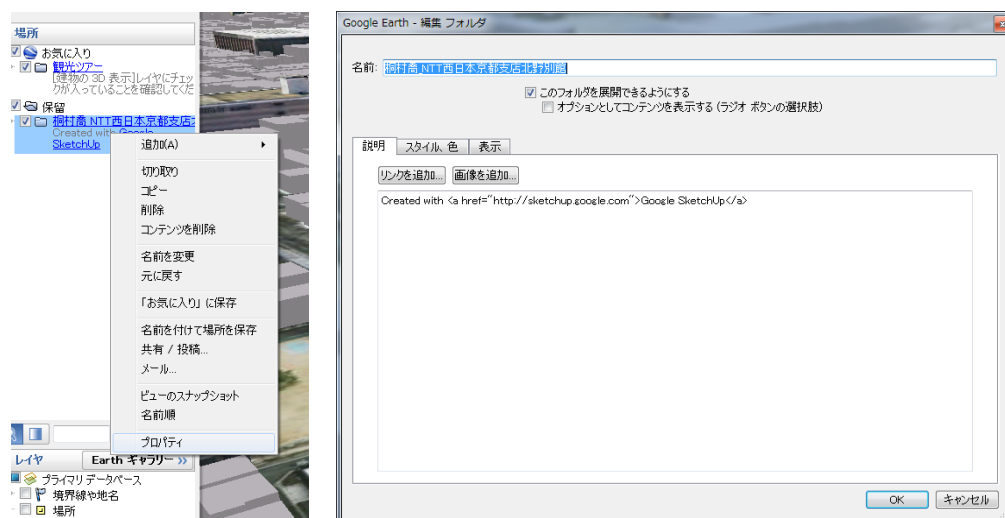 場所
お気に入り
観光ツアー
[建物の 3D 表示]レイヤにチェッ
クが入っていることを確認してくだ
保留
桐村喬 NTT西日本京都支店
Created with Google
SketchUp
追加(A)
切り取り
コピー
削除
コンテンツを削除
名前を変更
元に戻す
「お気に入り」に保存
名前を付けて場所を保存
共有 / 投稿...
メール...
ビューのスナップショット
名前順
プロパティ
レイヤ
Earth ギャラリー >>
プライマリ データベース
境界線や地名
場所
Google Earth - 編集 フォルダ
名前: 桐村喬 NTT西日本京都支店北野別館
このフォルダを展開できるようにする
オプションとしてコンテンツを表示する (ラジオ ボタンの選択肢)
説明 スタイル、色 表示
リンクを追加... 画像を追加...
Created with <a href="http://sketchup.google.com">Google SketchUp</a>
OK キャンセル